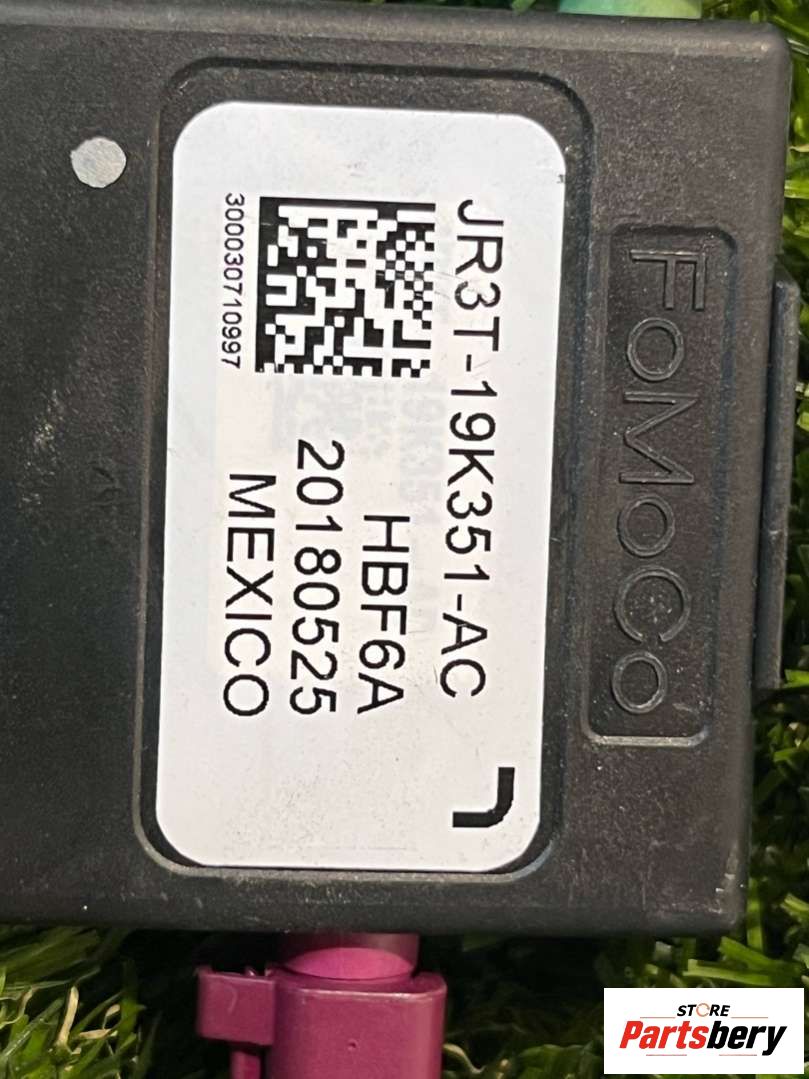 FoMoCo
JR3T-19K351-AC
HBF6A
20180525
MEXICO
300030710997
STORE
Partsbery